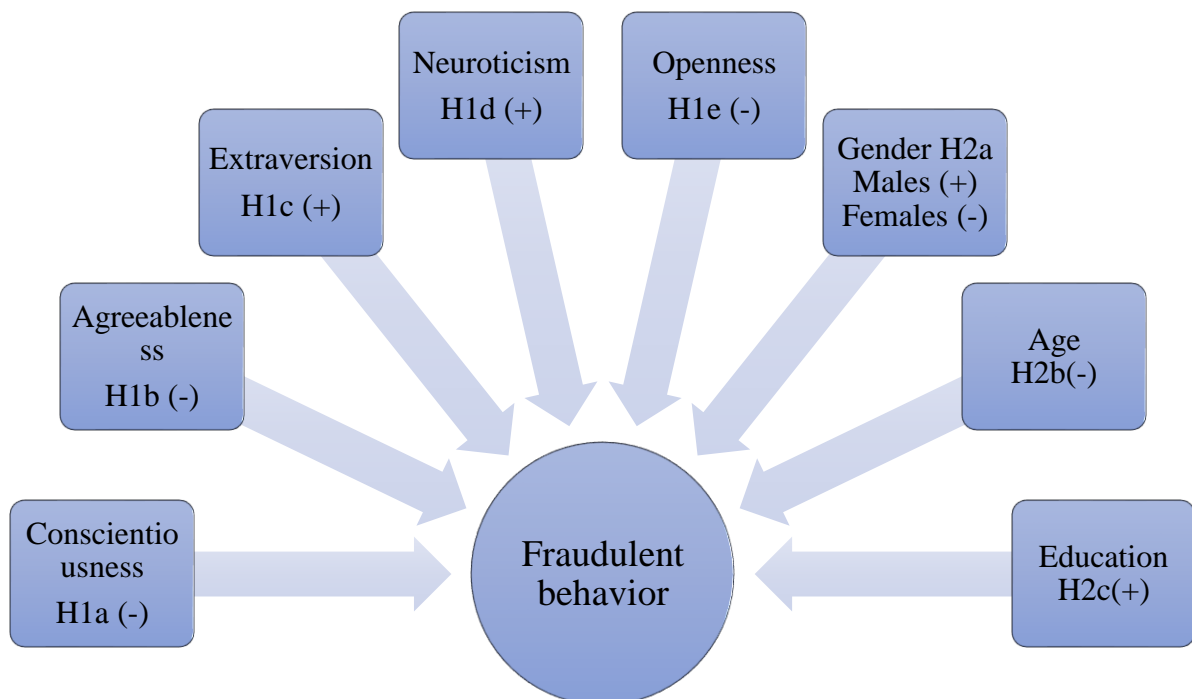 Neuroticism
H1d (+)
Openness
H1e (-)
Extraversion
H1c (+)
Gender H2a
Males (+)
Females (-)
Agreeablene
ss
H1b (-)
Age
H2b(-)
Conscientio
usness
H1a (-)
Fraudulent
behavior
Education
H2c(+)